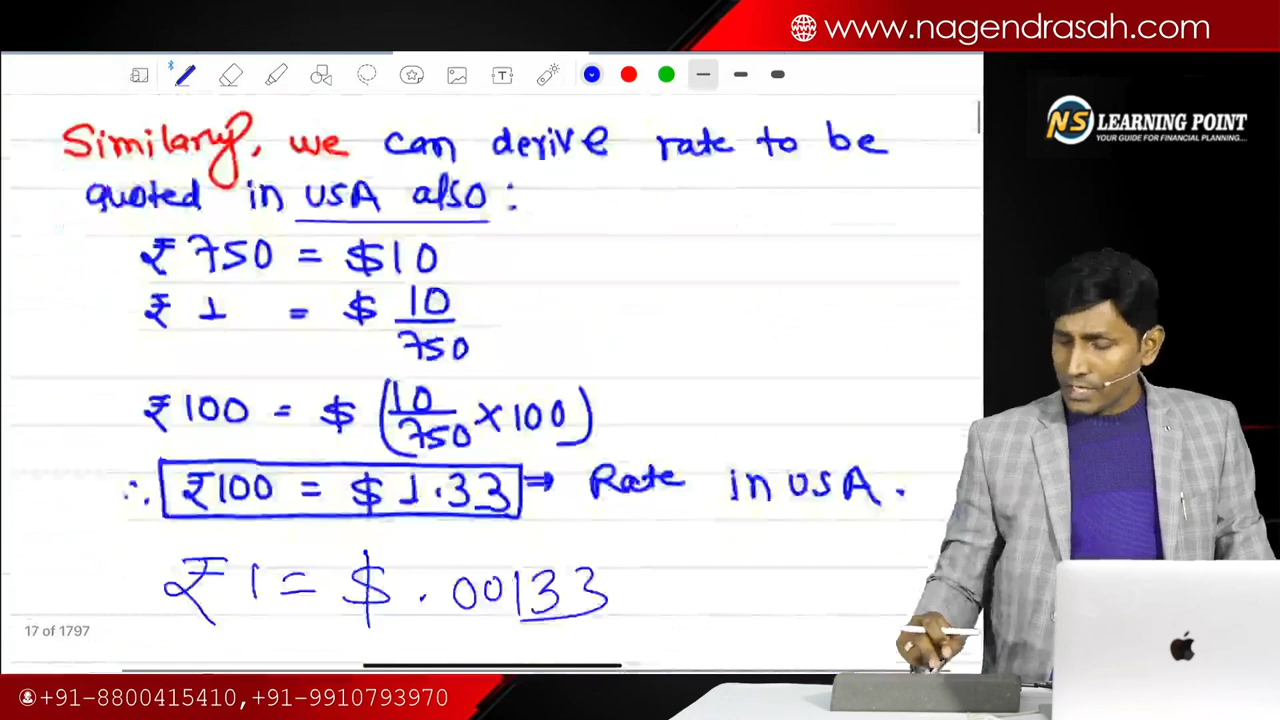 www.nagendrasah.com
NS LEARNING POINT
YOUR GUIDE FOR FINANCIAL PLANNING...
Similary, we can derive rate to be
quoted in USA also :
₹ 750 = $10
₹ 1 = $ 10/750
₹100 = $ (10/750 × 100)
∴ ₹100 = $ 1.33 ⇒ Rate in USA.
₹ 1 = $ .00133
17 of 1797
+91-8800415410,+91-9910793970